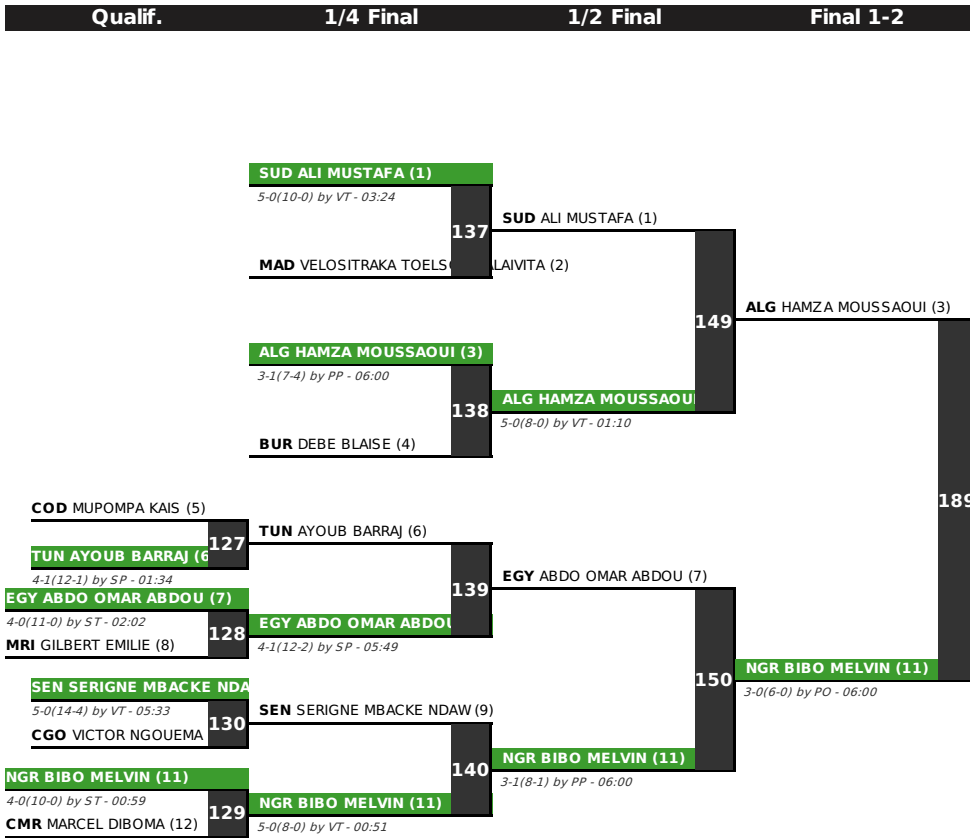 Qualif. 1/4 Final 1/2 Final Final 1-2
SUD ALI MUSTAFA (1)
5-0(10-0) by VT - 03:24
137
MAD VELOSITRAKA TOELS LAIVITA (2)
SUD ALI MUSTAFA (1)
149
ALG HAMZA MOUSSAOUI (3)
ALG HAMZA MOUSSAOUI (3)
3-1(7-4) by PP - 06:00
138
BUR DEBE BLAISE (4)
ALG HAMZA MOUSSAOUI
5-0(8-0) by VT - 01:10
189
COD MUPOMPA KAIS (5)
127
TUN AYOUB BARRAJ (6
4-1(12-1) by SP - 01:34
EGY ABDO OMAR ABDOU (7)
4-0(11-0) by ST - 02:02
128
MRI GILBERT EMILIE (8)
TUN AYOUB BARRAJ (6)
139
EGY ABDO OMAR ABDOU
4-1(12-2) by SP - 05:49
EGY ABDO OMAR ABDOU (7)
150
NGR BIBO MELVIN (11)
3-0(6-0) by PO - 06:00
SEN SERIGNE MBACKE NDA
5-0(14-4) by VT - 05:33
130
CGO VICTOR NGOUEMA
SEN SERIGNE MBACKE NDAW (9)
140
NGR BIBO MELVIN (11)
3-1(8-1) by PP - 06:00
NGR BIBO MELVIN (11)
4-0(10-0) by ST - 00:59
129
CMR MARCEL DIBOMA (12)
NGR BIBO MELVIN (11)
5-0(8-0) by VT - 00:51